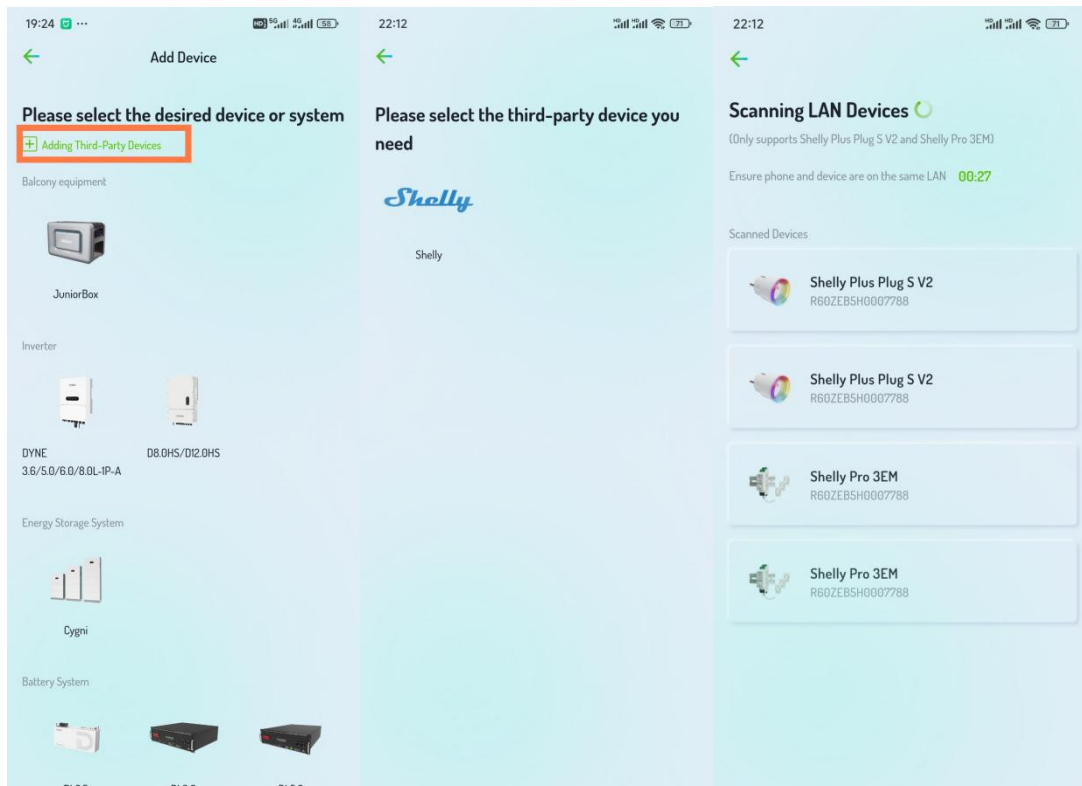 19:24
5G 4G 58
Add Device
Please select the desired device or system
Adding Third-Party Devices
Balcony equipment
JuniorBox
Inverter
DYNE
3.6/5.0/6.0/8.0L-1P-A
D8.0HS/D12.0HS
Energy Storage System
Cygni
Battery System
22:12
71
Please select the third-party device you
need
Shelly
Shelly
22:12
71
Scanning LAN Devices
(Only supports Shelly Plus Plug S V2 and Shelly Pro 3EM)
Ensure phone and device are on the same LAN 00:27
Scanned Devices
Shelly Plus Plug S V2
R60ZEB5H0007788
Shelly Plus Plug S V2
R60ZEB5H0007788
Shelly Pro 3EM
R60ZEB5H0007788
Shelly Pro 3EM
R60ZEB5H0007788